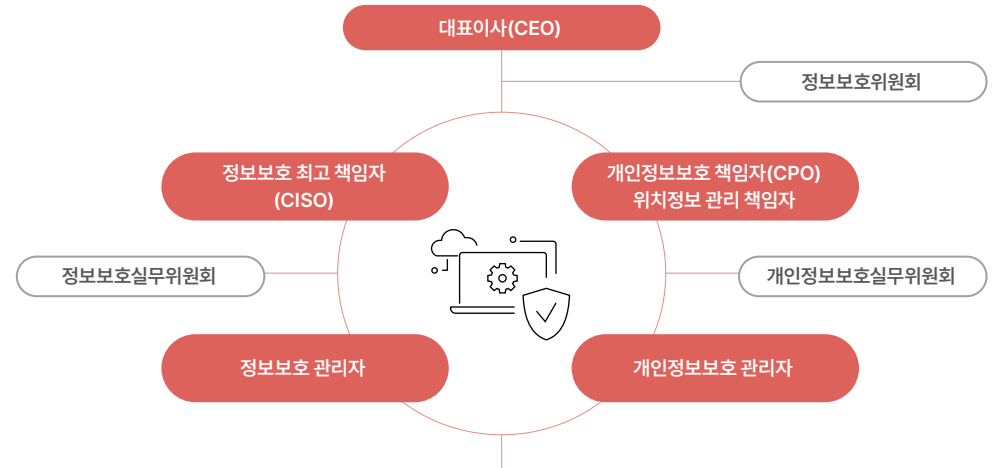 대표이사(CEO)
정보보호위원회
정보보호 최고 책임자
(CISO)
개인정보보호 책임자(CPO)
위치정보 관리 책임자
정보보호실무위원회
개인정보보호실무위원회
정보보호 관리자
개인정보보호 관리자